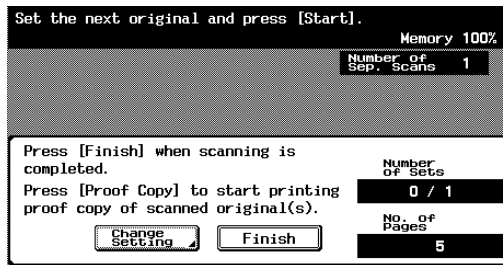 Set the next original and press [Start].
Memory 100%
Number of
Sep. Scans 1
Press [Finish] when scanning is
completed.
Press [Proof Copy] to start printing
proof copy of scanned original(s).
Number
of Sets
0 / 1
No. of
Pages
5
Change
Setting
Finish